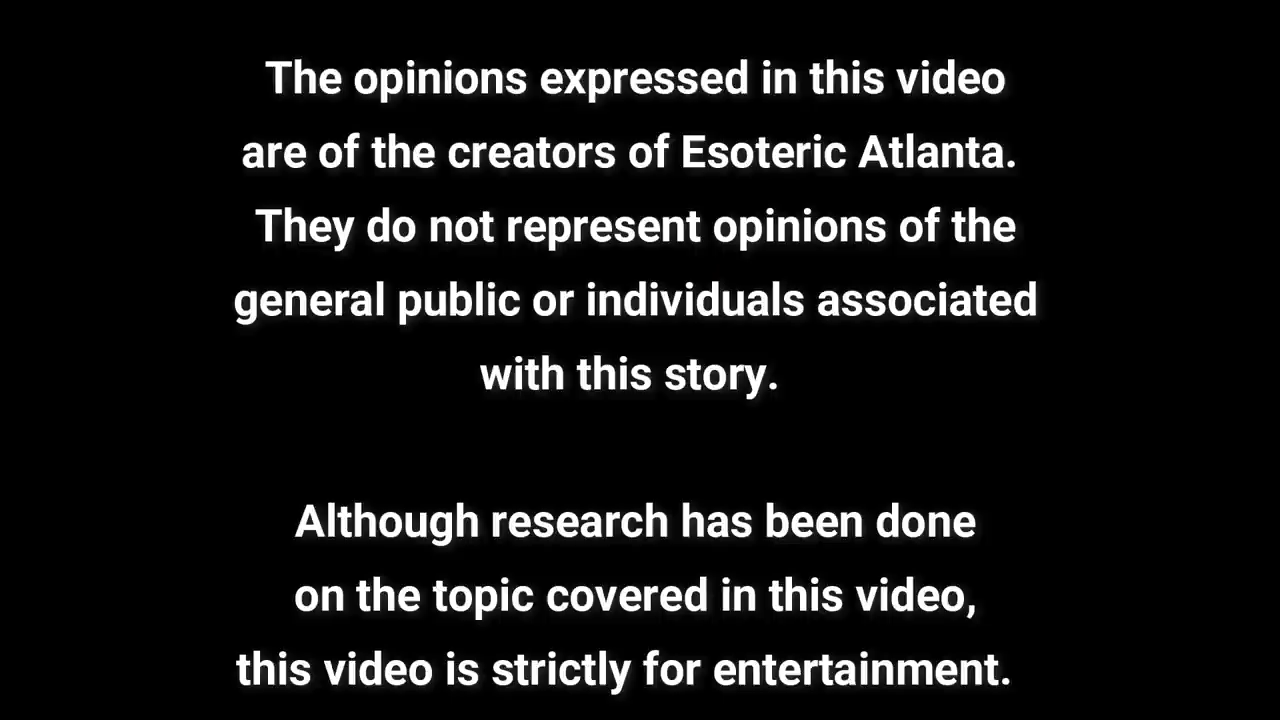 The opinions expressed in this video
are of the creators of Esoteric Atlanta.
They do not represent opinions of the
general public or individuals associated
with this story.
Although research has been done
on the topic covered in this video,
this video is strictly for entertainment.